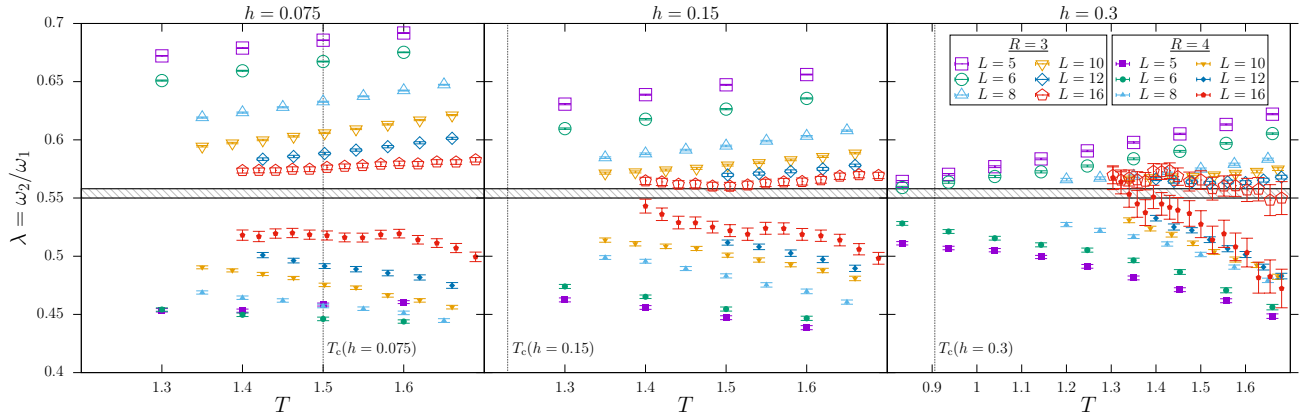 h = 0.075 h = 0.15 h = 0.3
0.7
0.65
0.6
0.55
0.5
0.45
0.4
λ = ω₂/ω₁
R = 3 R = 4
L = 5 L = 10 L = 5 L = 10
L = 6 L = 12 L = 6 L = 12
L = 8 L = 16 L = 8 L = 16
T_c(h = 0.075) T_c(h = 0.15) T_c(h = 0.3)
1.3 1.4 1.5 1.6 1.3 1.4 1.5 1.6 0.9 1 1.1 1.2 1.3 1.4 1.5 1.6
T T T